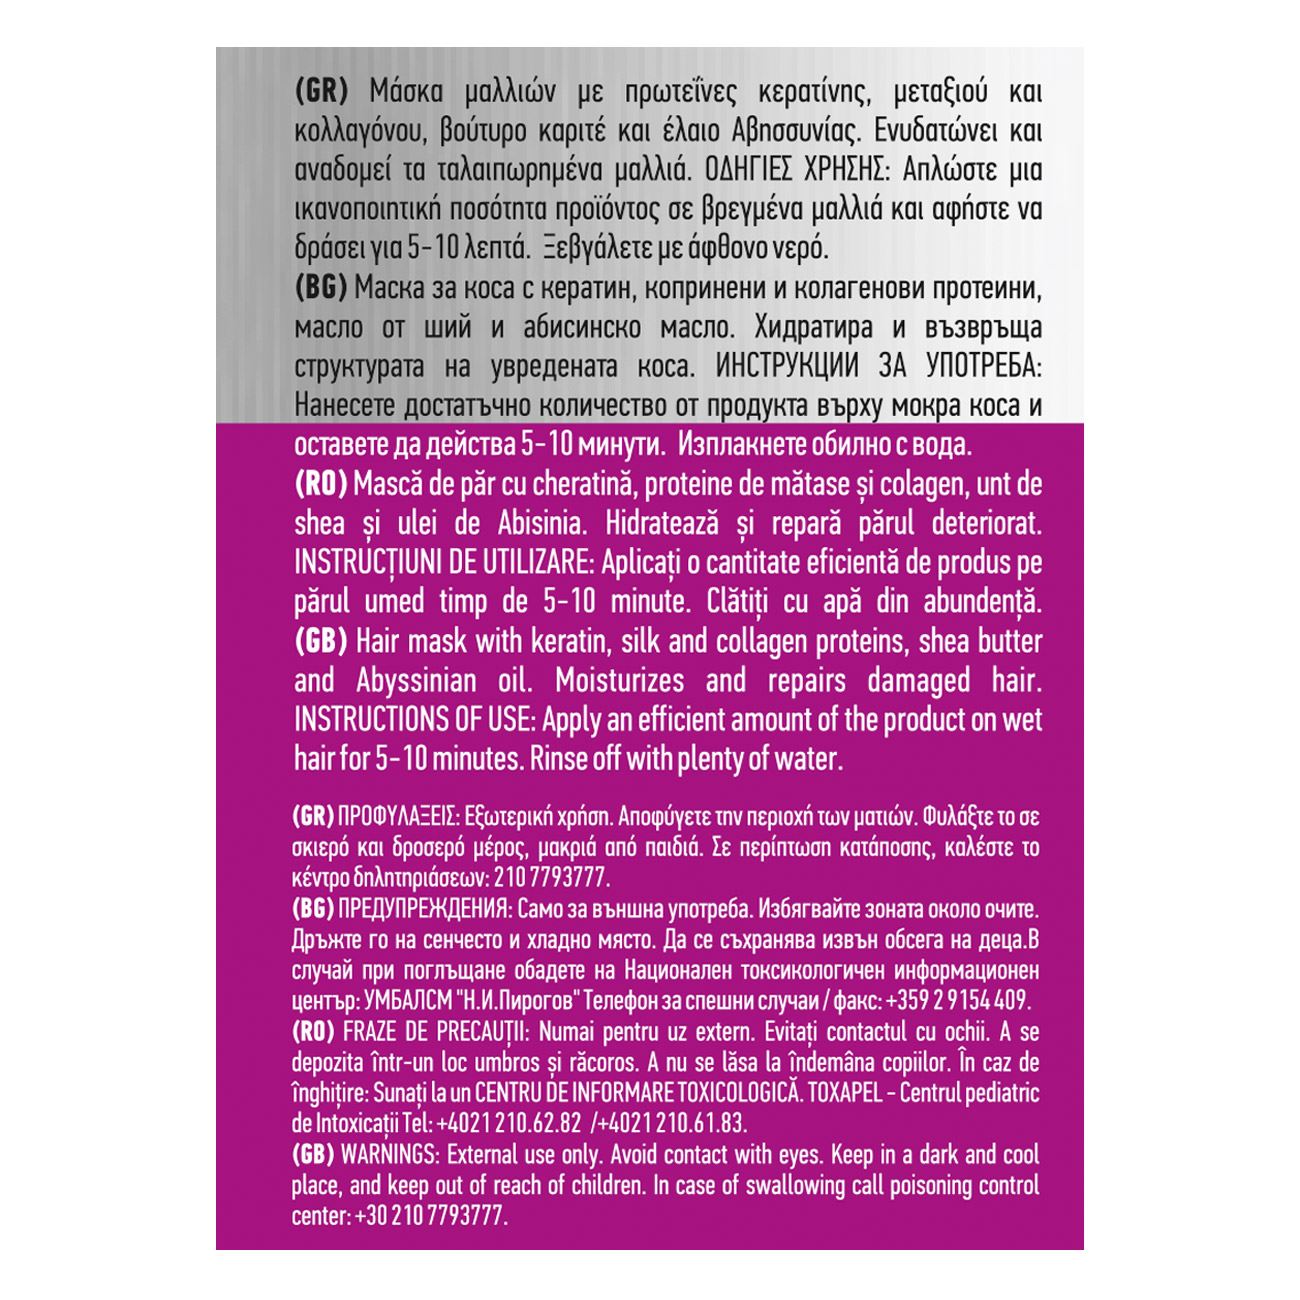 (GR) Μάσκα μαλλιών με πρωτεΐνες κερατίνης, μεταξιού και
κολλαγόνου, βούτυρο καριτέ και έλαιο Αβησσυνίας. Ενυδατώνει και
αναδομεί τα ταλαιπωρημένα μαλλιά. ΟΔΗΓΙΕΣ ΧΡΗΣΗΣ: Απλώστε μια
ικανοποιητική ποσότητα προϊόντος σε βρεγμένα μαλλιά και αφήστε να
δράσει για 5-10 λεπτά. Ξεβγάλετε με άφθονο νερό.
(BG) Маска за коса с кератин, копринени и колагенови протеини,
масло от ший и абисинско масло. Хидратира и възвръща
структурата на увредената коса. ИНСТРУКЦИИ ЗА УПОТРЕБА:
Нанесете достатъчно количество от продукта върху мокра коса и
оставете да действа 5-10 минути. Изплакнете обилно с вода.
(RO) Mască de păr cu cheratină, proteine de mătase și colagen, unt de
shea și ulei de Abisinia. Hidratează și repară părul deteriorat.
INSTRUCȚIUNI DE UTILIZARE: Aplicați o cantitate eficientă de produs pe
părul umed timp de 5-10 minute. Clătiți cu apă din abundență.
(GB) Hair mask with keratin, silk and collagen proteins, shea butter
and Abyssinian oil. Moisturizes and repairs damaged hair.
INSTRUCTIONS OF USE: Apply an efficient amount of the product on wet
hair for 5-10 minutes. Rinse off with plenty of water.
(GR) ΠΡΟΦΥΛΑΞΕΙΣ: Εξωτερική χρήση. Αποφύγετε την περιοχή των ματιών. Φυλάξτε το σε
σκιερό και δροσερό μέρος, μακριά από παιδιά. Σε περίπτωση κατάποσης, καλέστε το
κέντρο δηλητηριάσεων: 210 7793777.
(BG) ПРЕДУПРЕЖДЕНИЯ: Само за външна употреба. Избягвайте зоната около очите.
Дръжте го на сенчесто и хладно място. Да се съхранява извън обсега на деца.В
случай при поглъщане обадете на Национален токсикологичен информационен
център: УМБАЛСМ "Н.И.Пирогов" Телефон за спешни случаи / факс: +359 2 9154 409.
(RO) FRAZE DE PRECAUȚII: Numai pentru uz extern. Evitați contactul cu ochii. A se
depozita într-un loc umbros și răcoros. A nu se lăsa la îndemâna copiilor. În caz de
înghițire: Sunați la un CENTRU DE INFORMARE TOXICOLOGICĂ. TOXAPEL - Centrul pediatric
de Intoxicații Tel: +4021 210.62.82 /+4021 210.61.83.
(GB) WARNINGS: External use only. Avoid contact with eyes. Keep in a dark and cool
place, and keep out of reach of children. In case of swallowing call poisoning control
center: +30 210 7793777.